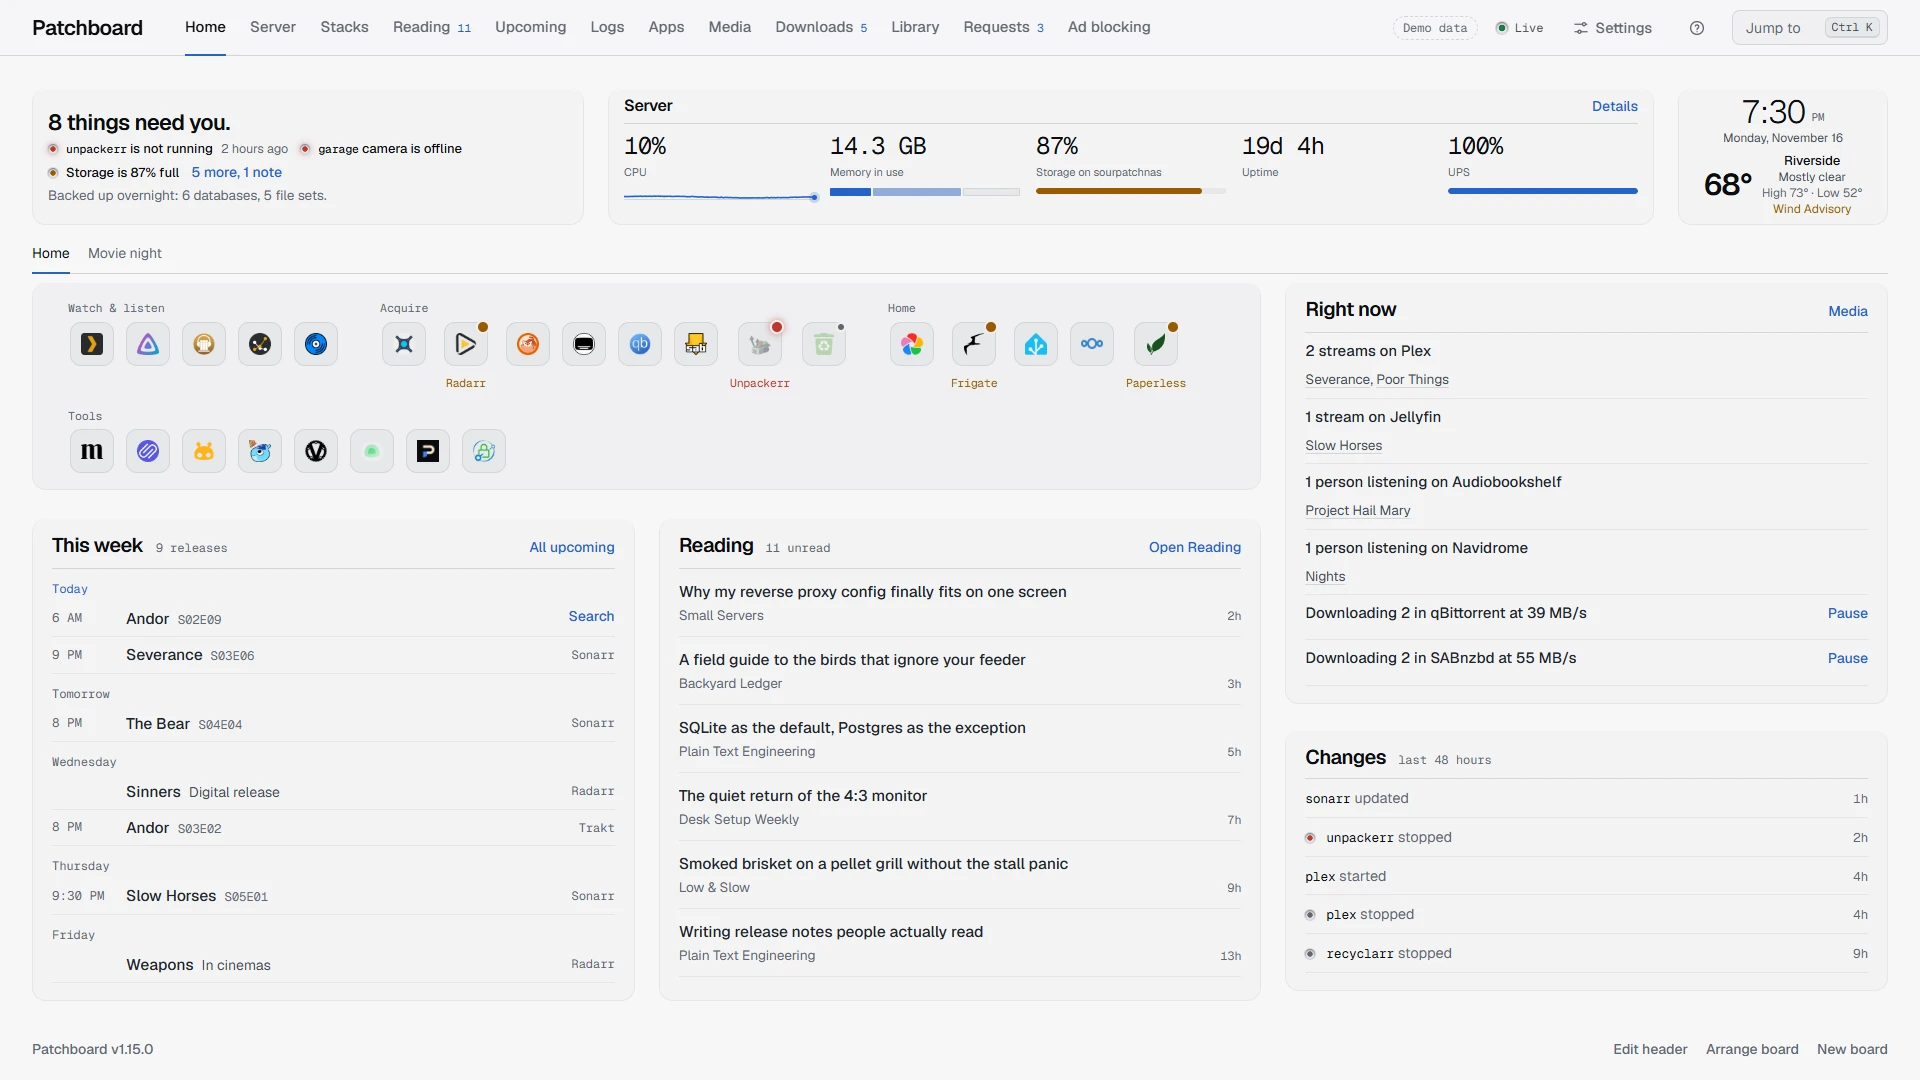 Patchboard
Home
Server
Stacks
Reading 11
Upcoming
Logs
Apps
Media
Downloads 5
Library
Requests 3
Ad blocking
Demo data
Live
Settings
Jump to
Ctrl K
8 things need you.
unpackerr is not running 2 hours ago
garage camera is offline
Storage is 87% full
5 more, 1 note
Backed up overnight: 6 databases, 5 file sets.
Server
Details
10%
CPU
14.3 GB
Memory in use
87%
Storage on sourpatchnas
19d 4h
Uptime
100%
UPS
7:30 PM
Monday, November 16
68°
Riverside
Mostly clear
High 73° · Low 52°
Wind Advisory
Home
Movie night
Watch & listen
Acquire
Radarr
Unpackerr
Home
Frigate
Paperless
Tools
m
qb
Right now
Media
2 streams on Plex
Severance, Poor Things
1 stream on Jellyfin
Slow Horses
1 person listening on Audiobookshelf
Project Hail Mary
1 person listening on Navidrome
Nights
Downloading 2 in qBittorrent at 39 MB/s
Pause
Downloading 2 in SABnzbd at 55 MB/s
Pause
This week 9 releases
All upcoming
Today
6 AM Andor S02E09 Search
9 PM Severance S03E06 Sonarr
Tomorrow
8 PM The Bear S04E04 Sonarr
Wednesday
Sinners Digital release Radarr
8 PM Andor S03E02 Trakt
Thursday
9:30 PM Slow Horses S05E01 Sonarr
Friday
Weapons In cinemas Radarr
Reading 11 unread
Open Reading
Why my reverse proxy config finally fits on one screen
Small Servers 2h
A field guide to the birds that ignore your feeder
Backyard Ledger 3h
SQLite as the default, Postgres as the exception
Plain Text Engineering 5h
The quiet return of the 4:3 monitor
Desk Setup Weekly 7h
Smoked brisket on a pellet grill without the stall panic
Low & Slow 9h
Writing release notes people actually read
Plain Text Engineering 13h
Changes last 48 hours
sonarr updated 1h
unpackerr stopped 2h
plex started 4h
plex stopped 4h
recyclarr stopped 9h
Patchboard v1.15.0
Edit header
Arrange board
New board